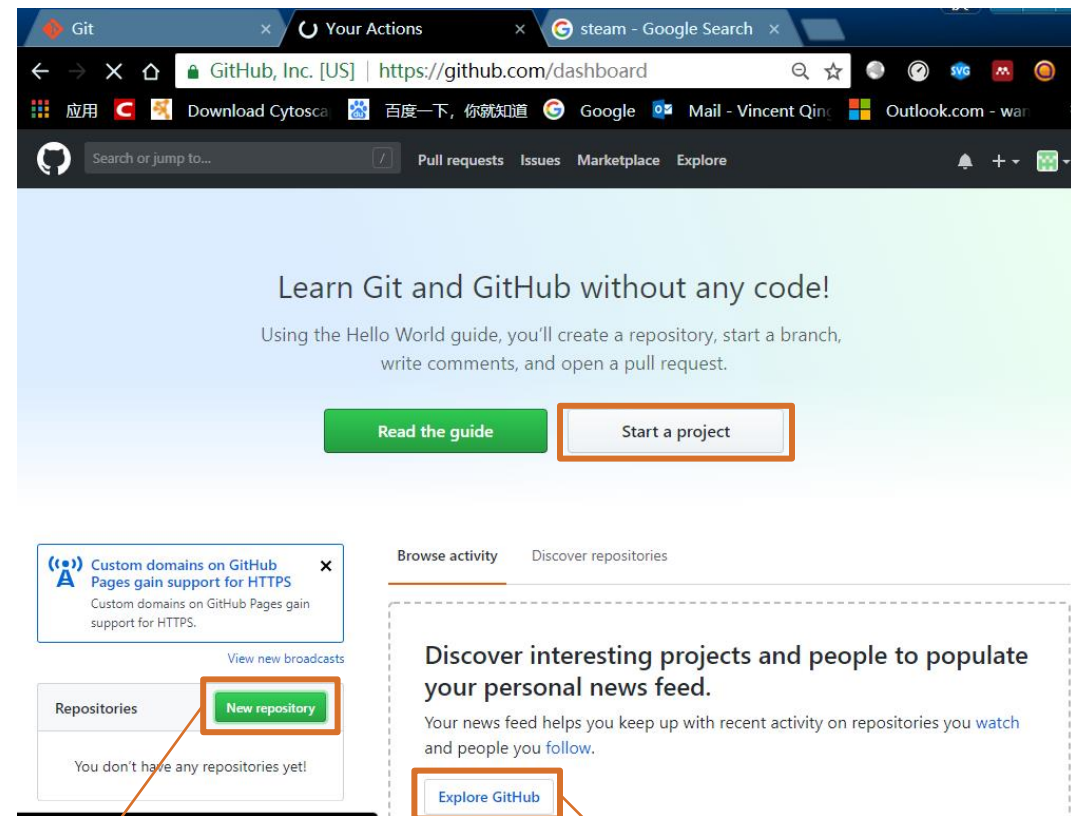 Git
Your Actions
steam - Google Search
GitHub, Inc. [US] | https://github.com/dashboard
应用
Download Cytosca
百度一下，你就知道
Google
Mail - Vincent Qing
Outlook.com - wan
Search or jump to...
/
Pull requests Issues Marketplace Explore
Learn Git and GitHub without any code!
Using the Hello World guide, you'll create a repository, start a branch,
write comments, and open a pull request.
Read the guide
Start a project
Custom domains on GitHub
Pages gain support for HTTPS
Custom domains on GitHub Pages gain
support for HTTPS.
View new broadcasts
Repositories
New repository
You don't have any repositories yet!
Browse activity
Discover repositories
Discover interesting projects and people to populate
your personal news feed.
Your news feed helps you keep up with recent activity on repositories you watch
and people you follow.
Explore GitHub